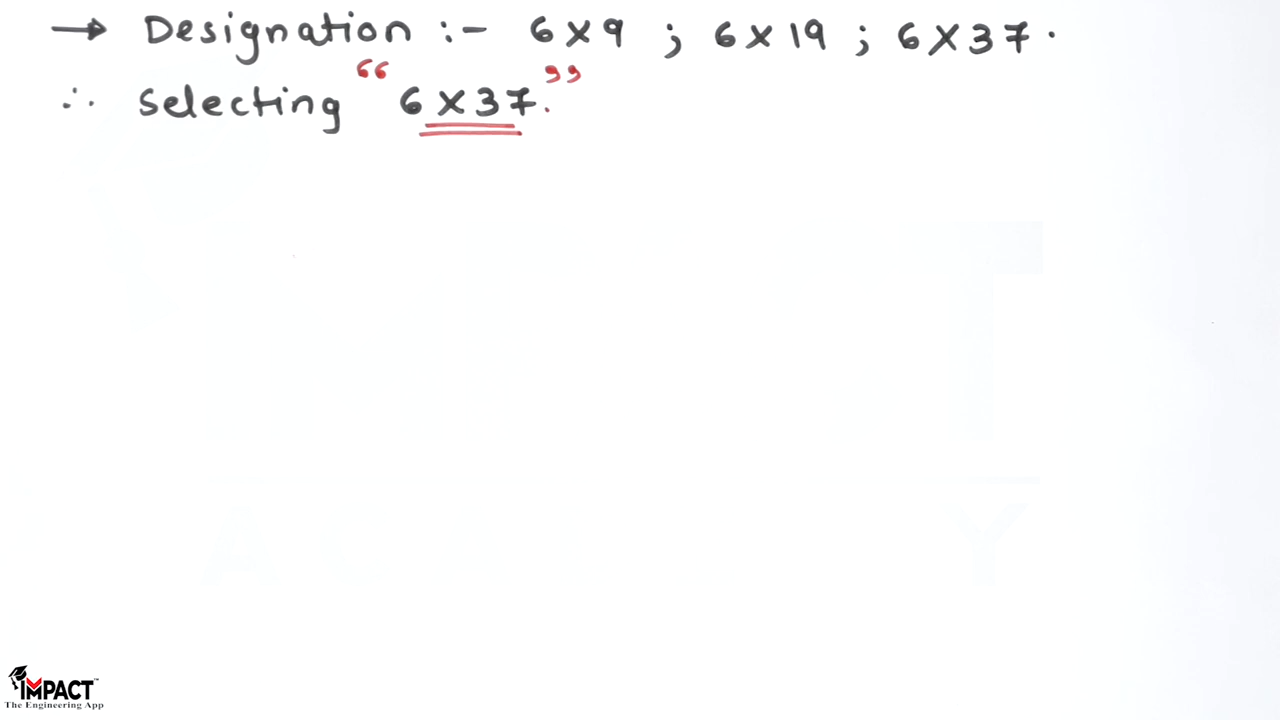 → Designation :- 6 X 9 ; 6 X 19 ; 6 X 37.
∴ Selecting “ 6 X 37. ”
IMPACT
The Engineering App